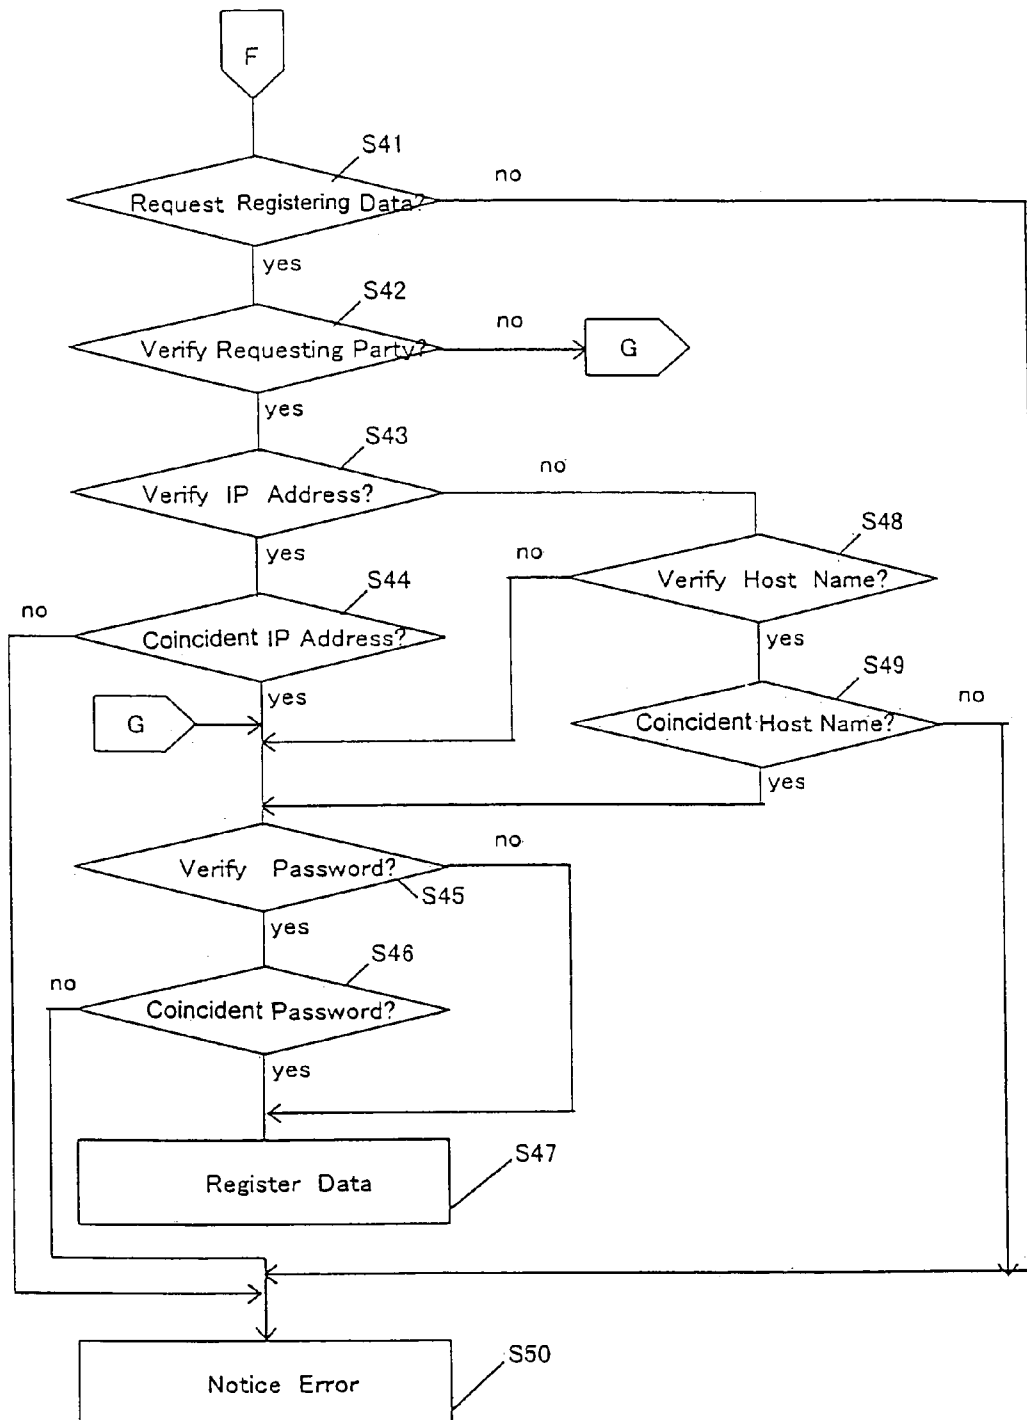 F
S41
no
Request Registering Data?
yes
S42
no
Verify Requesting Party?
G
yes
S43
no
Verify IP Address?
S48
yes
no
Verify Host Name?
S44
no
Coincident IP Address?
yes
S49
yes
no
G
Coincident Host Name?
yes
no
Verify Password?
S45
yes
S46
no
Coincident Password?
yes
S47
Register Data
S50
Notice Error